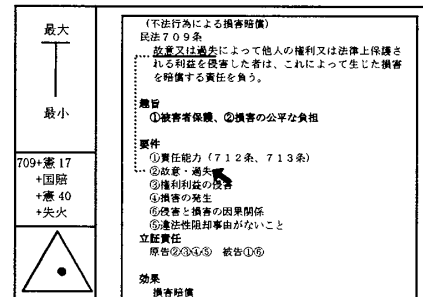 最大
最小
709+憲 17
+国賠
+憲 40
+失火
(不法行為による損害賠償)
民法709条
故意又は過失によって他人の権利又は法律上保護さ
れる利益を侵害した者は、これによって生じた損害
を賠償する責任を負う。
趣旨
①被害者保護、②損害の公平な負担
要件
①責任能力(712条、713条)
②故意・過失
③権利利益の侵害
④損害の発生
⑥侵害と損害の因果関係
⑤違法性阻却事由がないこと
立証責任
原告②③④⑤ 被告①⑥
効果
損害賠償